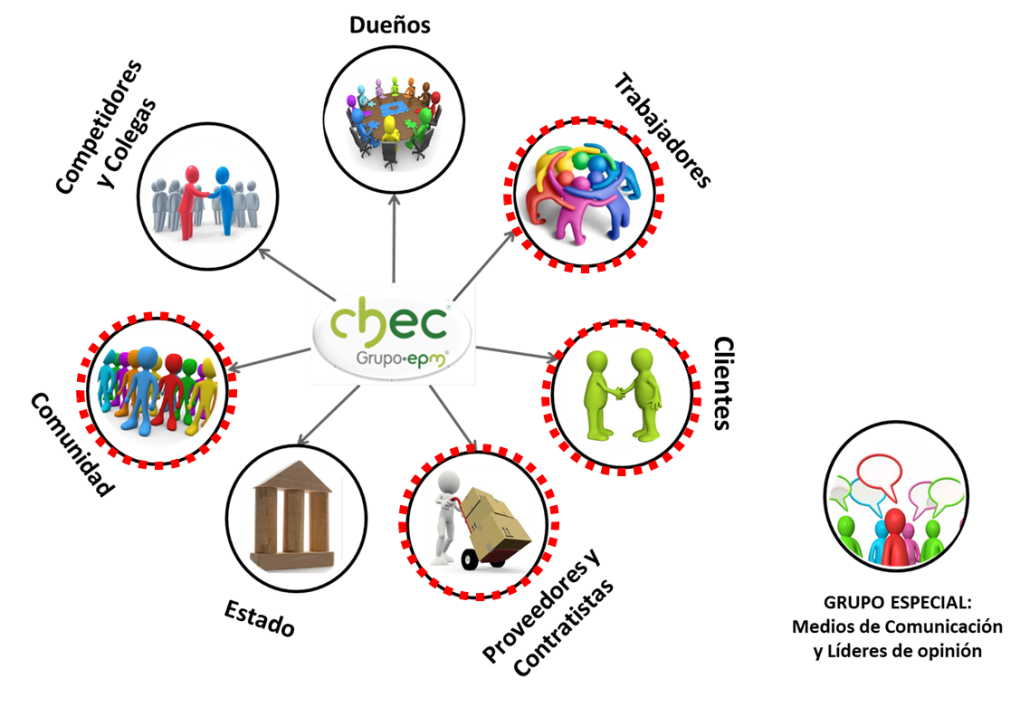 Dueños
Trabajadores
Competidores
y Colegas
chec®
Grupo·epm®
Clientes
Comunidad
Estado
Proveedores y
Contratistas
GRUPO ESPECIAL:
Medios de Comunicación
y Líderes de opinión